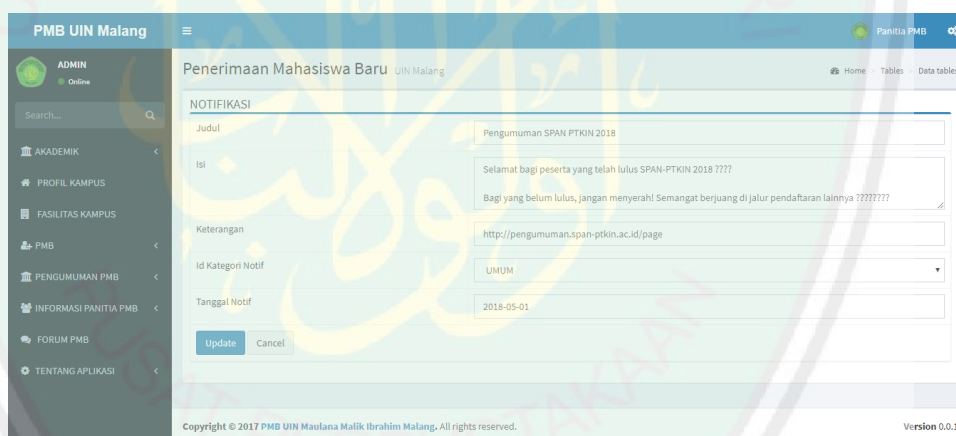 PMB UIN Malang
Panitia PMB
ADMIN
Online
Penerimaan Mahasiswa Baru UIN Malang
Home > Tables > Data tables
Search...
NOTIFIKASI
Judul
Pengumuman SPAN PTKIN 2018
AKADEMIK
Isi
Selamat bagi peserta yang telah lulus SPAN-PTKIN 2018 ????
PROFIL KAMPUS
Bagi yang belum lulus, jangan menyerah! Semangat berjuang di jalur pendaftaran lainnya ????????
FASILITAS KAMPUS
Keterangan
http://pengumuman.span-ptkin.ac.id/page
PMB
Id Kategori Notif
UMUM
PENGUMUMAN PMB
Tanggal Notif
2018-05-01
INFORMASI PANITIA PMB
Update
Cancel
FORUM PMB
TENTANG APLIKASI
Copyright © 2017 PMB UIN Maulana Malik Ibrahim Malang. All rights reserved.
Version 0.0.1